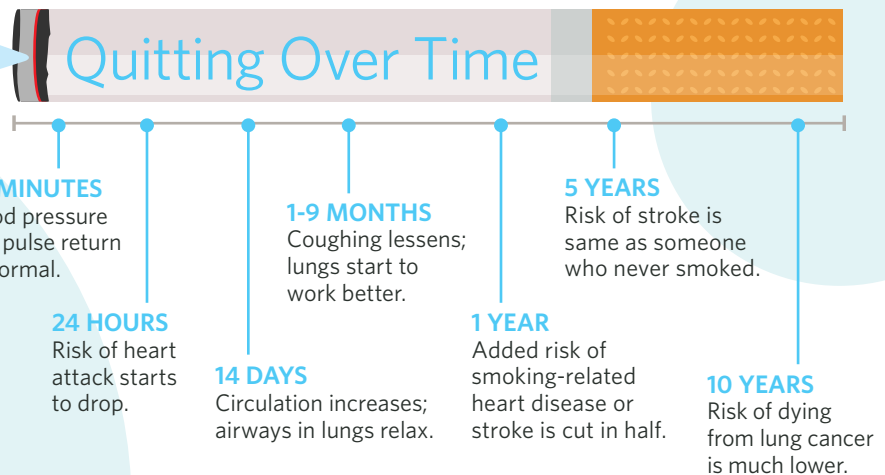 Quitting Over Time
MINUTES
pressure
pulse return
24 HOURS
Risk of heart
attack starts
to drop.
14 DAYS
Circulation increases;
airways in lungs relax.
1-9 MONTHS
Coughing lessens;
lungs start to
work better.
1 YEAR
Added risk of
smoking-related
heart disease or
stroke is cut in half.
5 YEARS
Risk of stroke is
same as someone
who never smoked.
10 YEARS
Risk of dying
from lung cancer
is much lower.